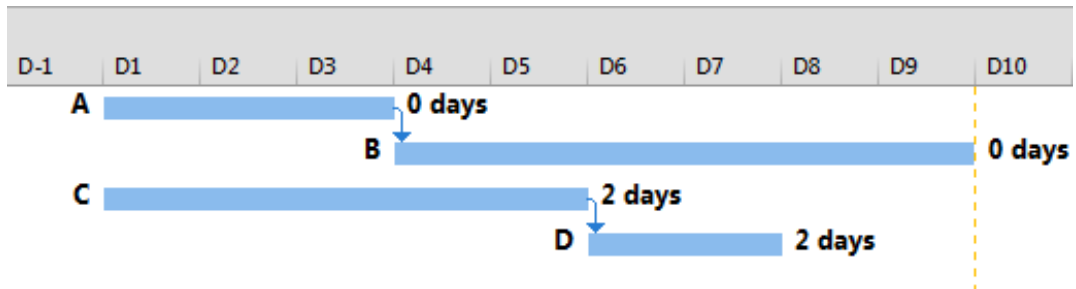 D-1 D1 D2 D3 D4 D5 D6 D7 D8 D9 D10
A 0 days
B 0 days
C 2 days
D 2 days